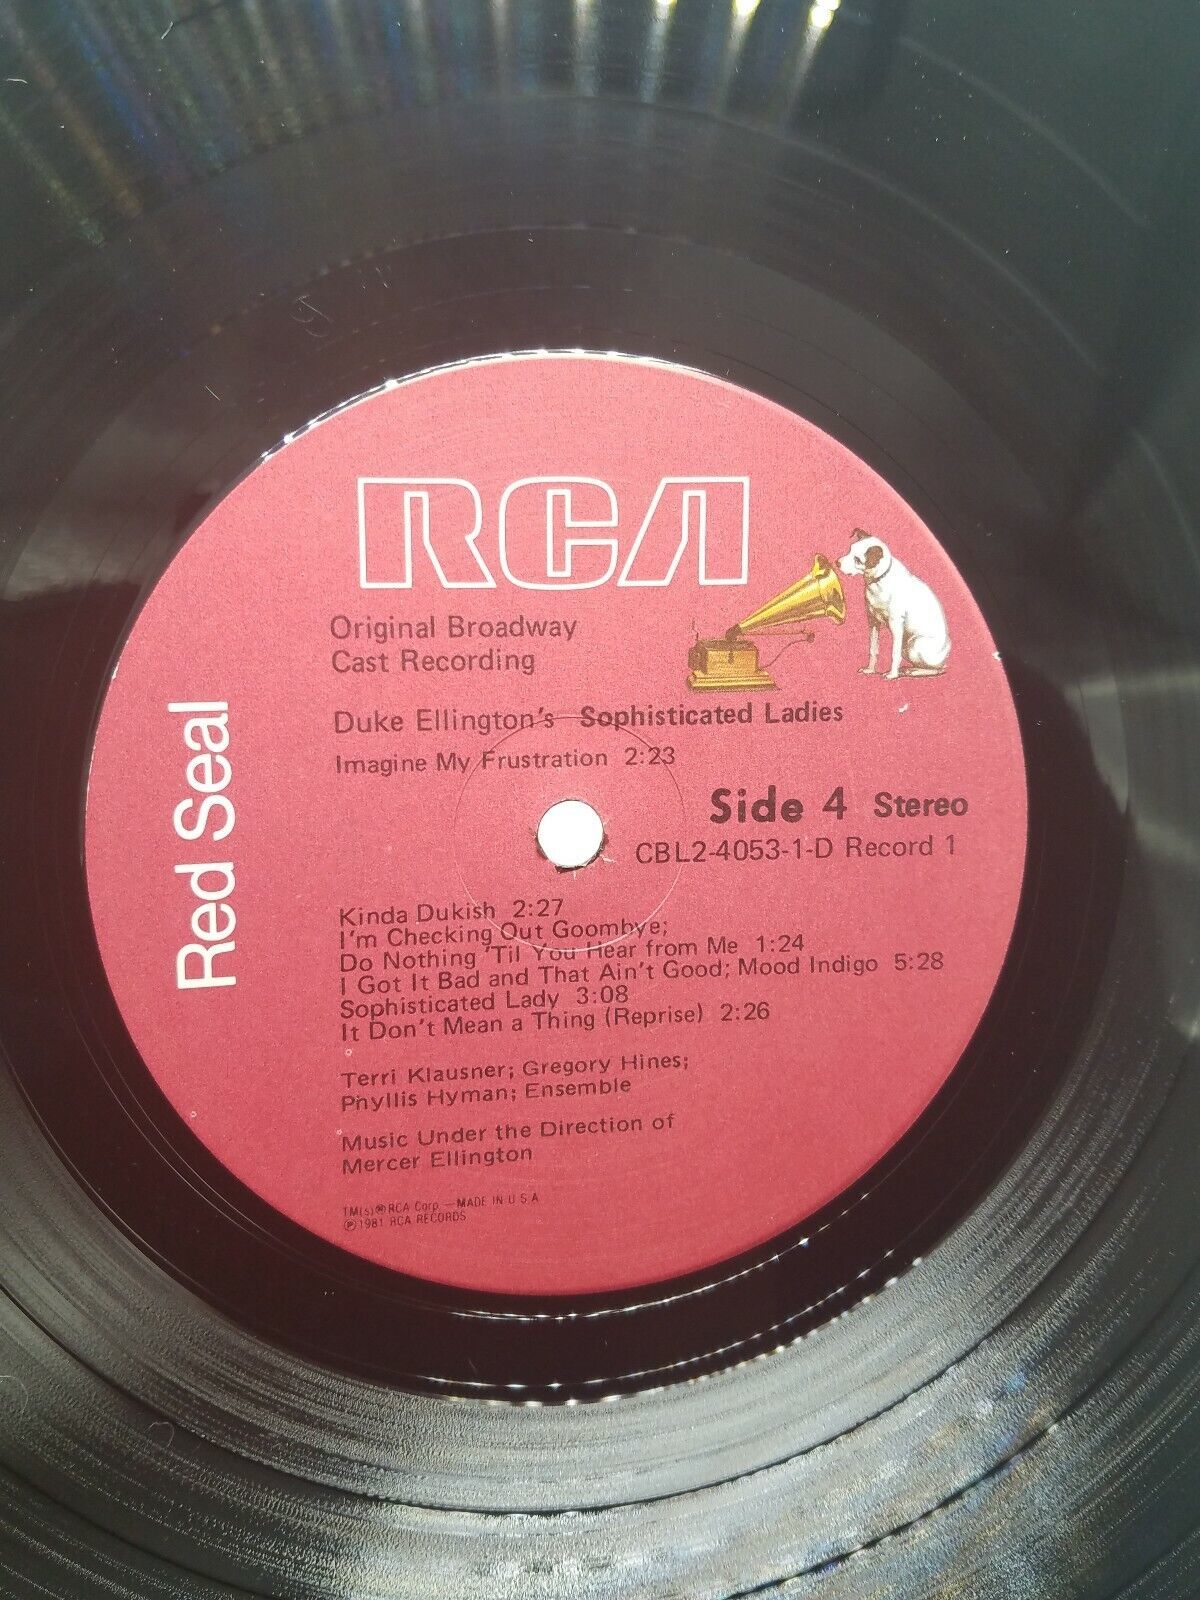 RCA
Original Broadway
Cast Recording
Duke Ellington's Sophisticated Ladies
Imagine My Frustration 2:23
Side 4 Stereo
CBL2-4053-1-D Record 1
Red Seal
Kinda Dukish 2:27
I'm Checking Out Goombye;
Do Nothing 'Til You Hear from Me 1:24
I Got It Bad and That Ain't Good; Mood Indigo 5:28
Sophisticated Lady 3:08
It Don't Mean a Thing (Reprise) 2:26
Terri Klausner; Gregory Hines;
Phyllis Hyman; Ensemble
Music Under the Direction of
Mercer Ellington
TM(s)® RCA Corp.—MADE IN U S A
℗1981 RCA RECORDS